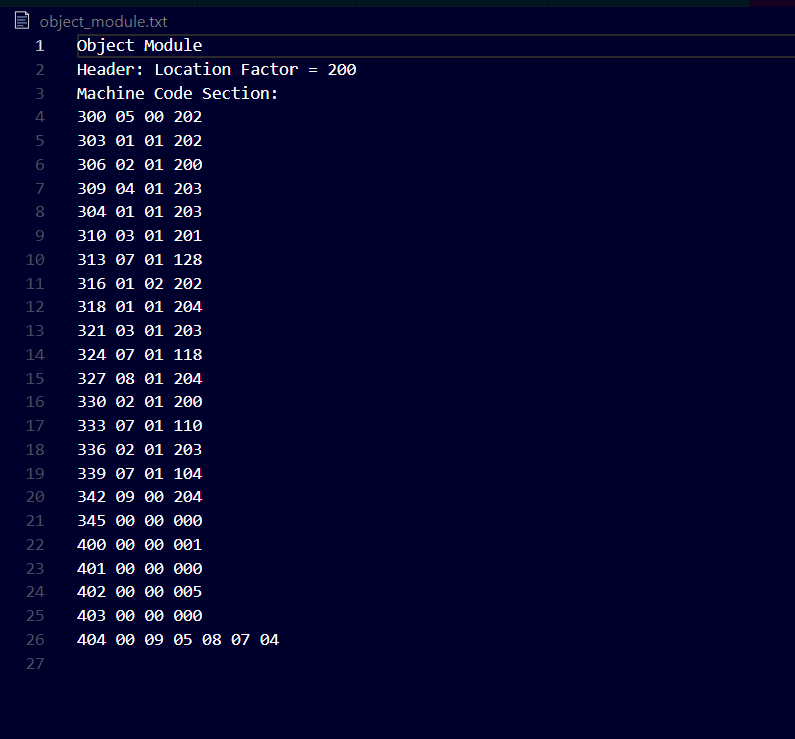 object_module.txt
1 Object Module
2 Header: Location Factor = 200
3 Machine Code Section:
4 300 05 00 202
5 303 01 01 202
6 306 02 01 200
7 309 04 01 203
8 304 01 01 203
9 310 03 01 201
10 313 07 01 128
11 316 01 02 202
12 318 01 01 204
13 321 03 01 203
14 324 07 01 118
15 327 08 01 204
16 330 02 01 200
17 333 07 01 110
18 336 02 01 203
19 339 07 01 104
20 342 09 00 204
21 345 00 00 000
22 400 00 00 001
23 401 00 00 000
24 402 00 00 005
25 403 00 00 000
26 404 00 09 05 08 07 04
27